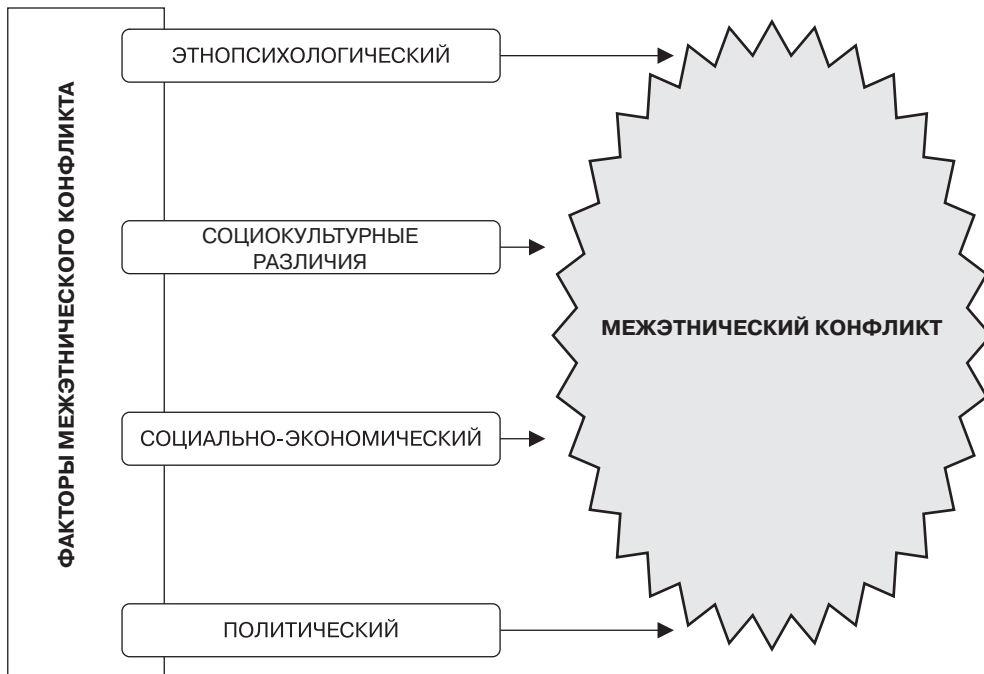 ФАКТОРЫ МЕЖЭТНИЧЕСКОГО КОНФЛИКТА
ЭТНОПСИХОЛОГИЧЕСКИЙ
СОЦИОКУЛЬТУРНЫЕ
РАЗЛИЧИЯ
СОЦИАЛЬНО-ЭКОНОМИЧЕСКИЙ
ПОЛИТИЧЕСКИЙ
МЕЖЭТНИЧЕСКИЙ КОНФЛИКТ